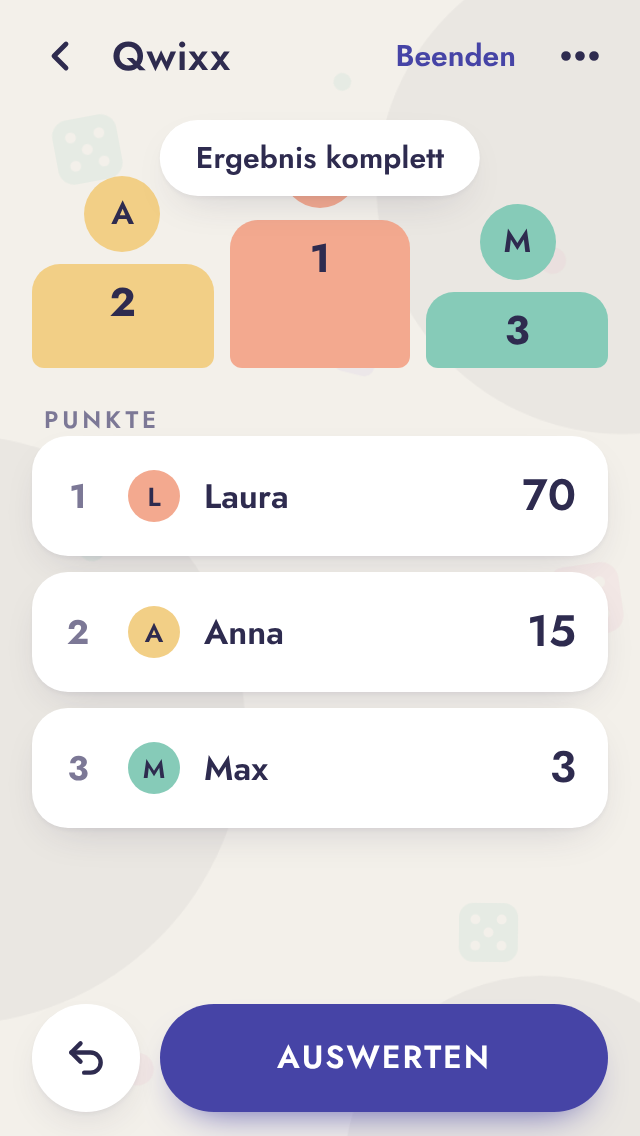 Qwixx
Beenden
Ergebnis komplett
A
1
M
2
3
PUNKTE
1 L Laura 70
2 A Anna 15
3 M Max 3
AUSWERTEN